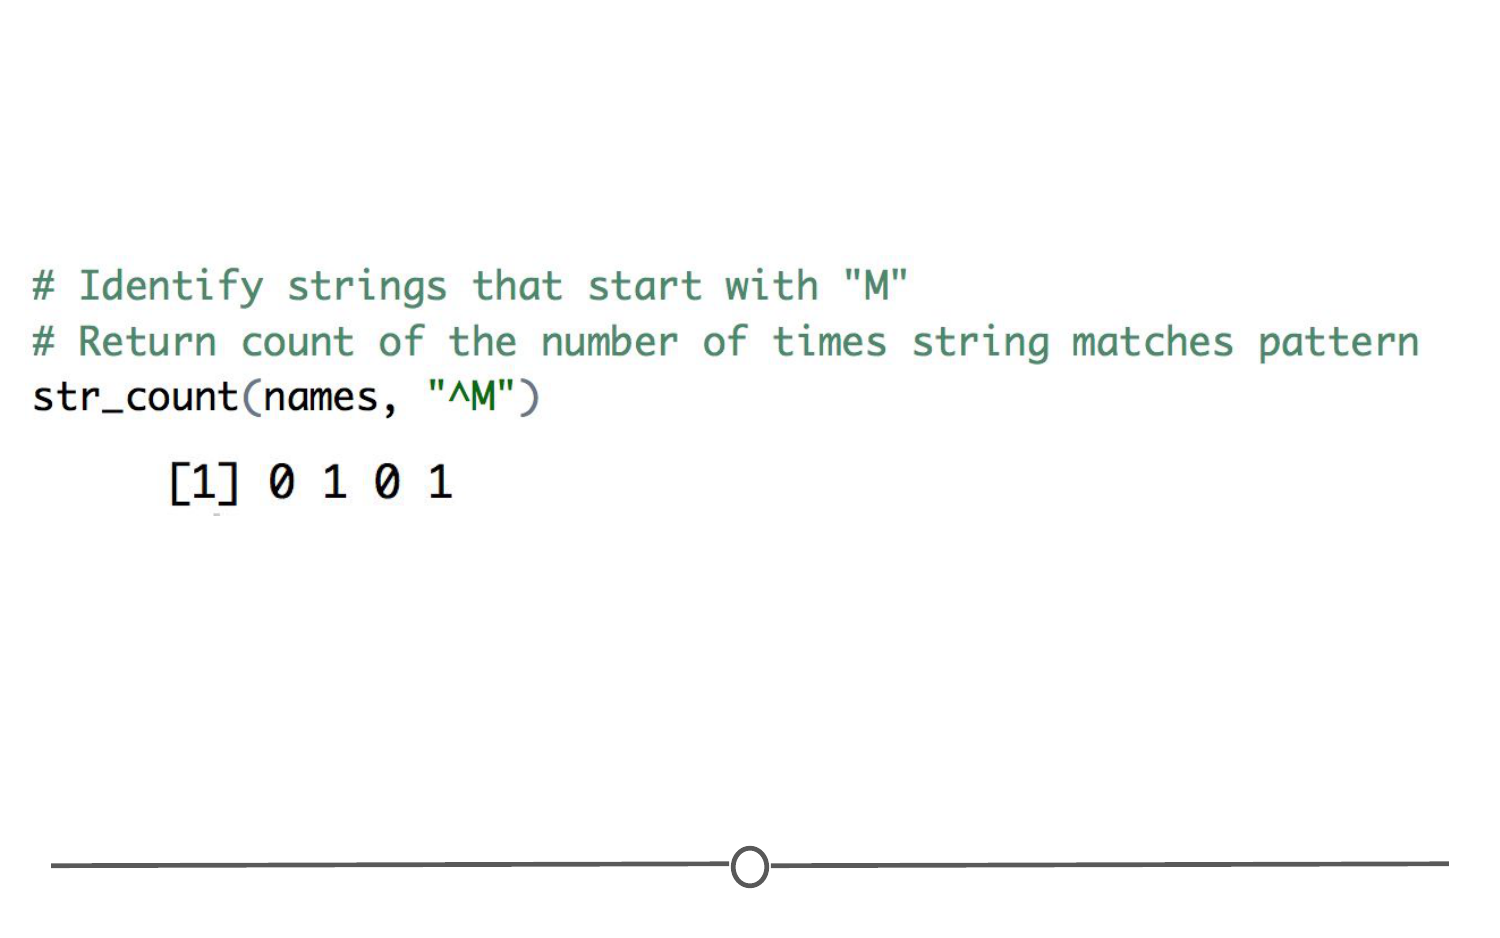 # Identify strings that start with "M"
# Return count of the number of times string matches pattern
str_count(names, "^M")
[1] 0 1 0 1